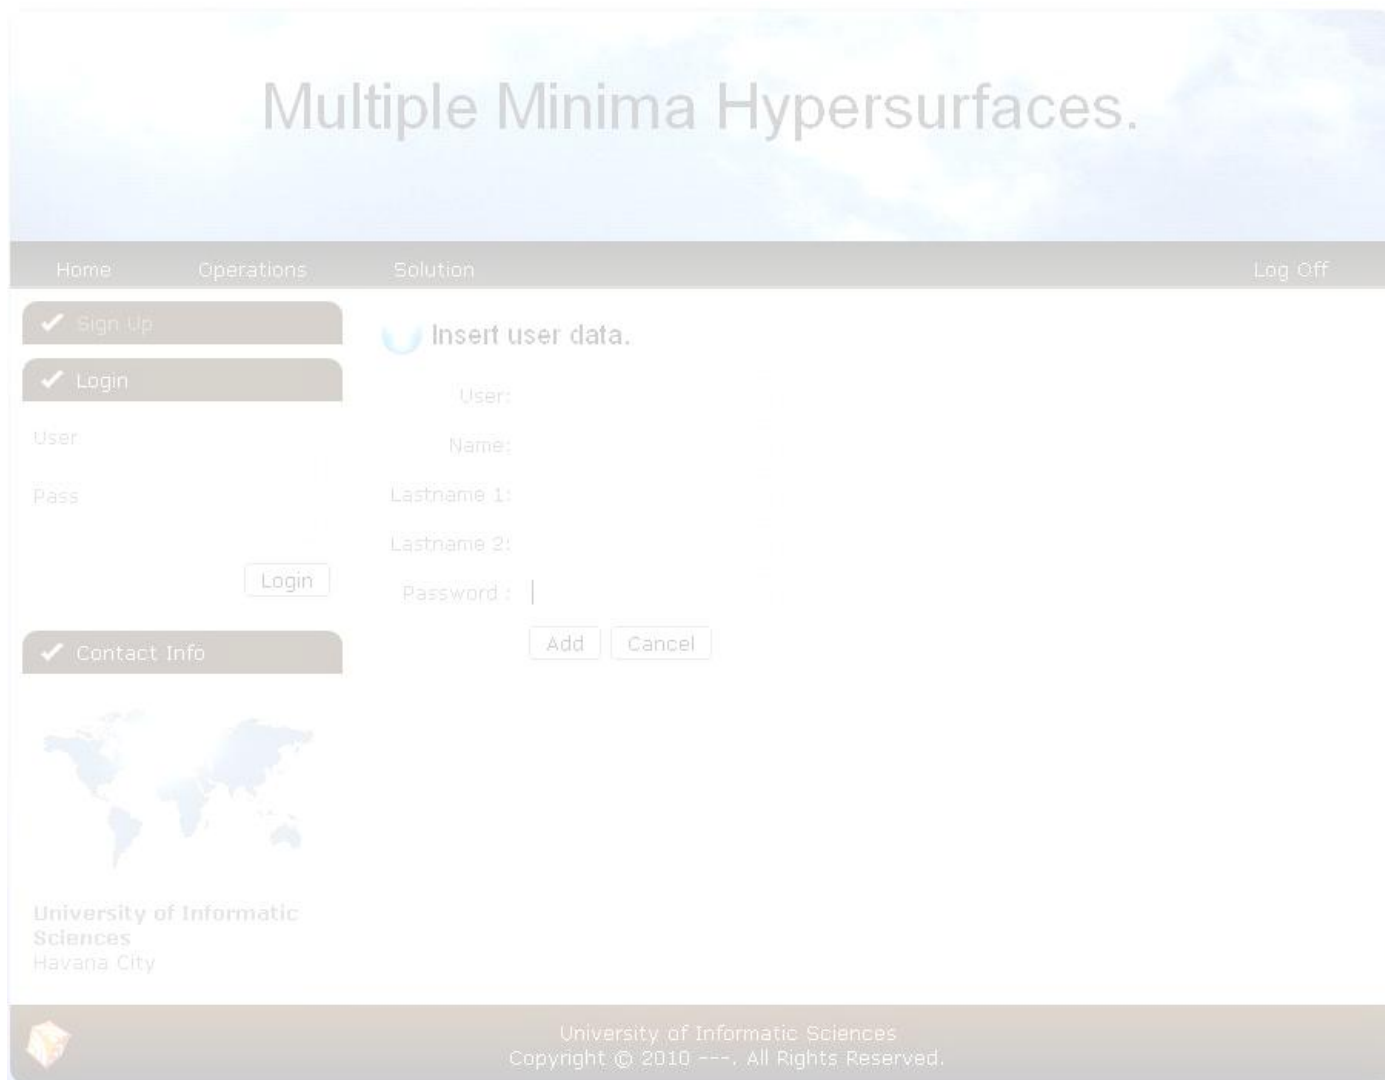 Multiple Minima Hypersurfaces.
Home Operations Solution Log Off
Sign Up
Login
User
Pass
Login
Contact Info
University of Informatic
Sciences
Havana City
Insert user data.
User:
Name:
Lastname 1:
Lastname 2:
Password :
Add Cancel
University of Informatic Sciences
Copyright © 2010 ---. All Rights Reserved.